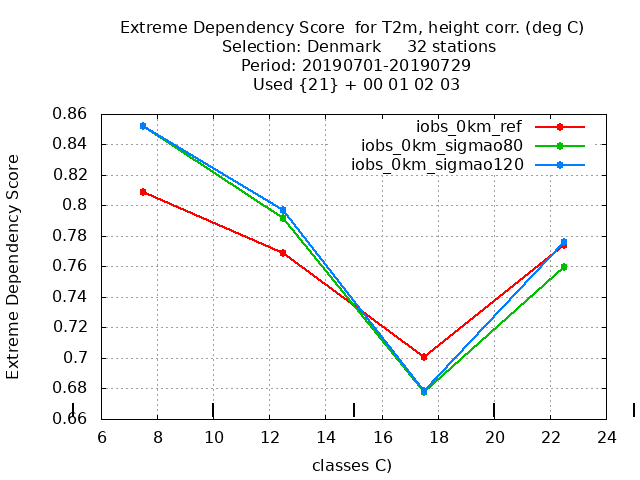 Extreme Dependency Score  for T2m, height corr. (deg C)
Selection: Denmark     32 stations
Period: 20190701-20190729
Used {21} + 00 01 02 03
iobs_0km_ref
iobs_0km_sigmao80
iobs_0km_sigmao120
Extreme Dependency Score
0.86
0.84
0.82
0.8
0.78
0.76
0.74
0.72
0.7
0.68
0.66
6 8 10 12 14 16 18 20 22 24
classes C)